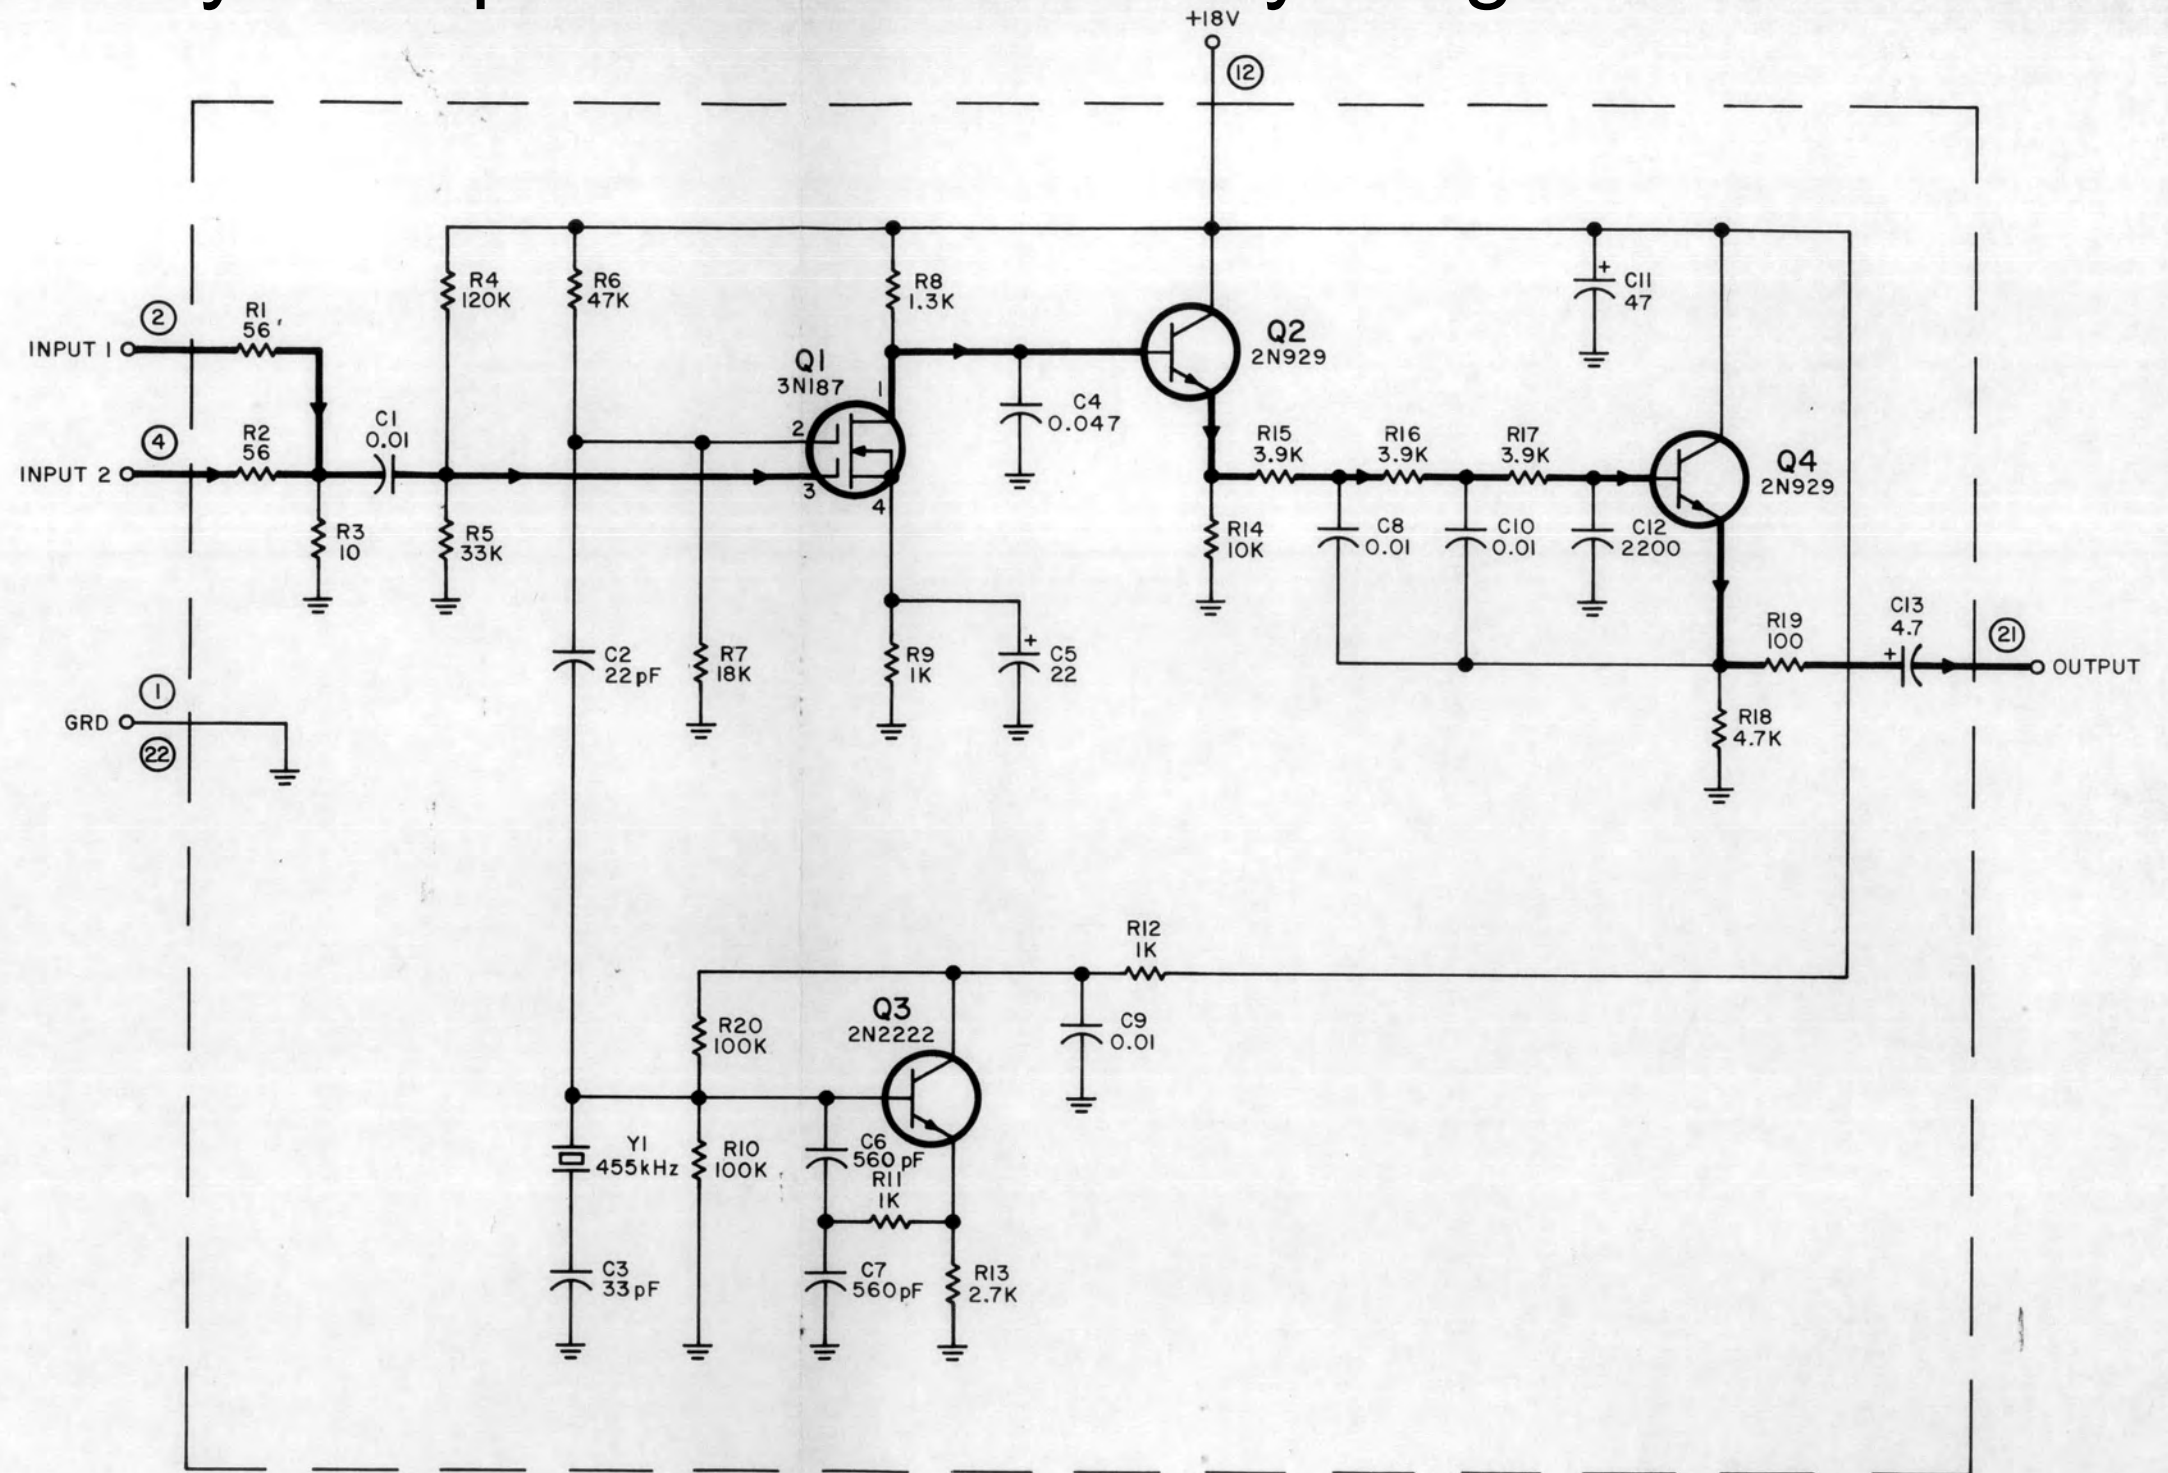 +18V
12
R4
120K
R6
47K
R8
1.3K
C11
47
2
R1
56
INPUT 1
Q1
3N187
1
2
3
4
Q2
2N929
4
R2
56
INPUT 2
C1
0.01
C4
0.047
R15
3.9K
R16
3.9K
R17
3.9K
Q4
2N929
R3
10
R5
33K
R14
10K
C8
0.01
C10
0.01
C12
2200
C2
22pF
R7
18K
R9
1K
C5
22
R19
100
C13
4.7
21
OUTPUT
1
GRD
22
R18
4.7K
R12
1K
Q3
2N2222
R20
100K
C9
0.01
Y1
455kHz
R10
100K
C6
560pF
R11
1K
C3
33pF
C7
560pF
R13
2.7K